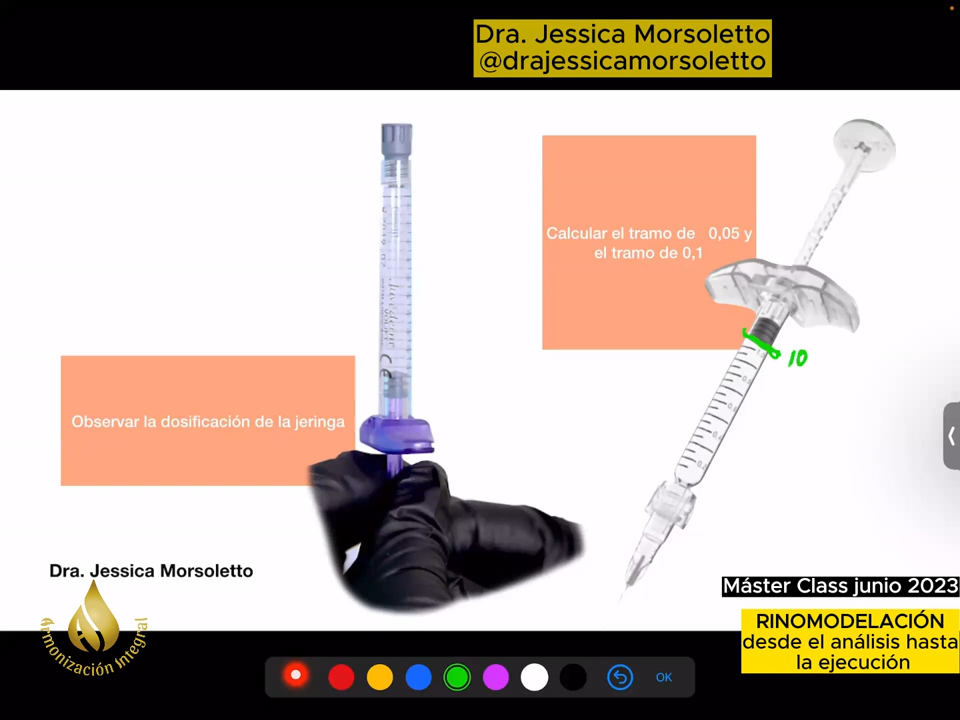 Dra. Jessica Morsoletto
@drajessicamorsoletto
Calcular el tramo de 0,05 y
el tramo de 0,1
10
Observar la dosificación de la jeringa
CE
Dra. Jessica Morsoletto
Armonización Integral
Máster Class junio 2023
RINOMODELACIÓN
desde el análisis hasta
la ejecución
OK